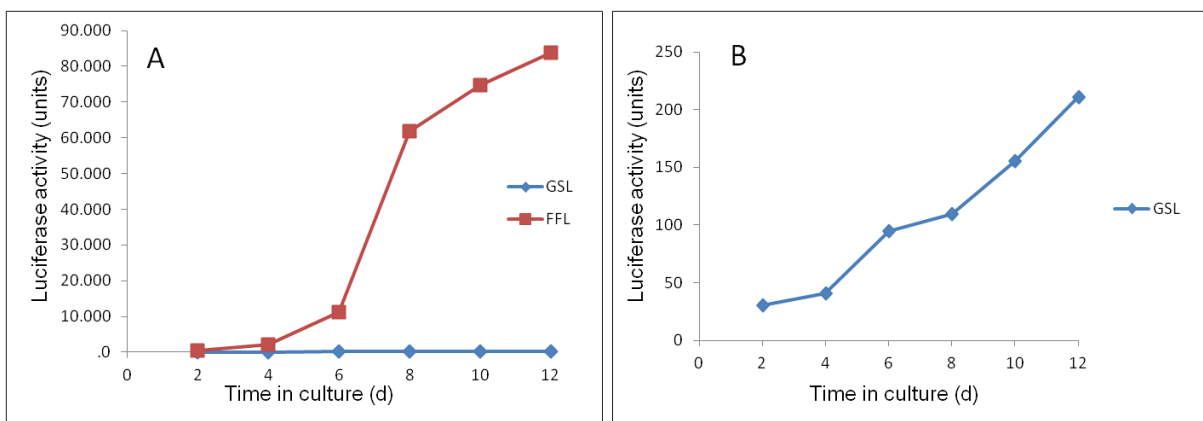 A
Luciferase activity (units)
90.000
80.000
70.000
60.000
50.000
40.000
30.000
20.000
10.000
.0
0 2 4 6 8 10 12
Time in culture (d)
GSL
FFL
B
Luciferase activity (units)
250
200
150
100
50
0
0 2 4 6 8 10 12
Time in culture (d)
GSL